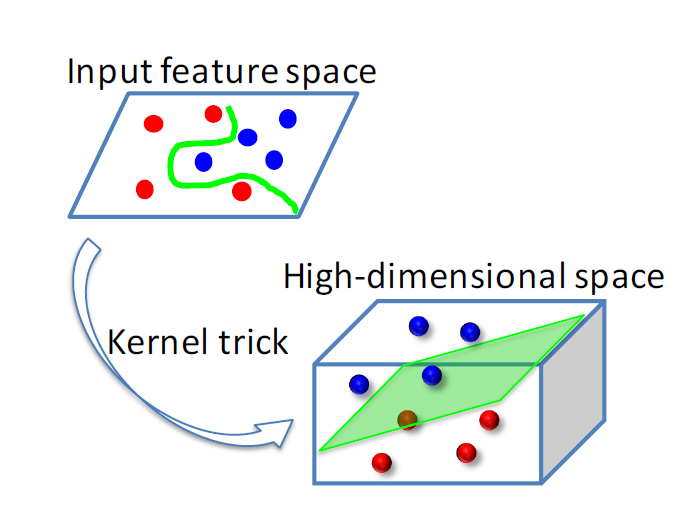 Input feature space
High-dimensional space
Kernel trick